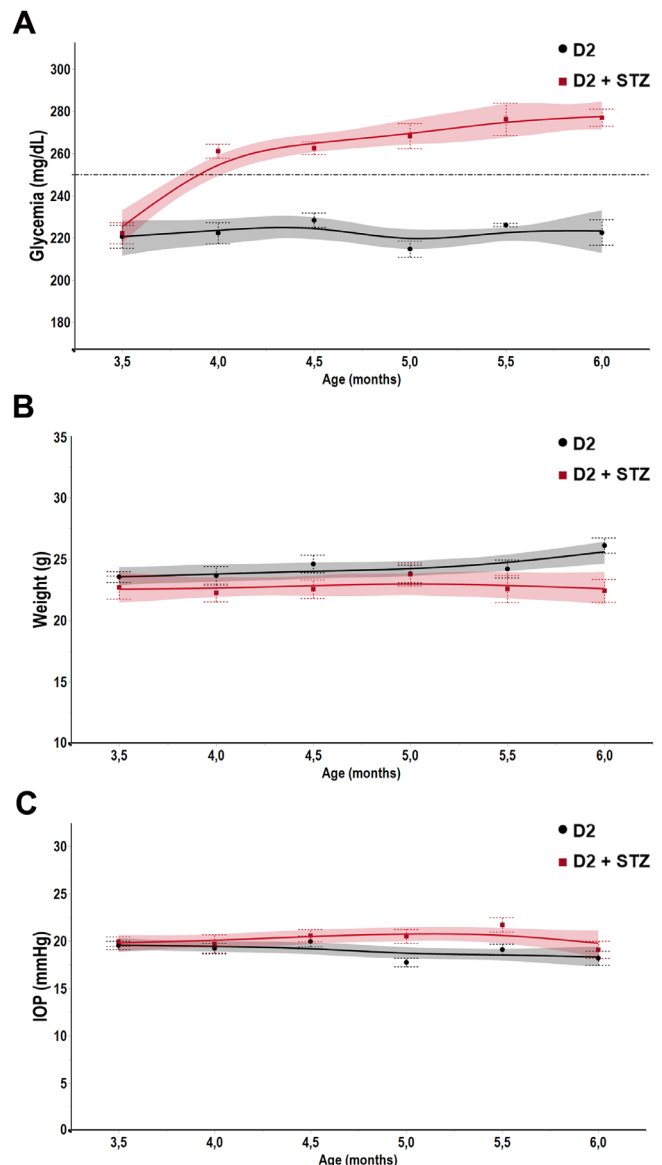 A
D2
D2 + STZ
Glycemia (mg/dL)
300
280
260
240
220
200
180
3,5 4,0 4,5 5,0 5,5 6,0
Age (months)
B
D2
D2 + STZ
Weight (g)
35
30
25
20
15
10
3,5 4,0 4,5 5,0 5,5 6,0
Age (months)
C
D2
D2 + STZ
IOP (mmHg)
30
25
20
15
10
5
0
3,5 4,0 4,5 5,0 5,5 6,0
Age (months)